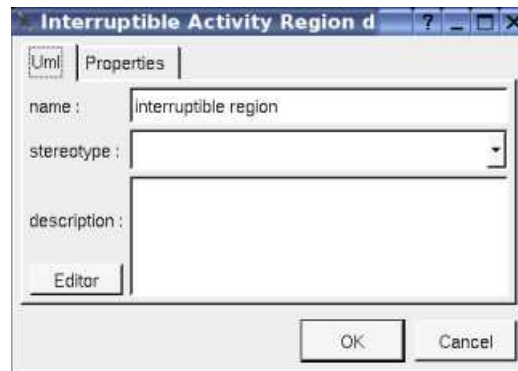 Interruptible Activity Region d
Uml Properties
name : interruptible region
stereotype :
description :
Editor
OK Cancel